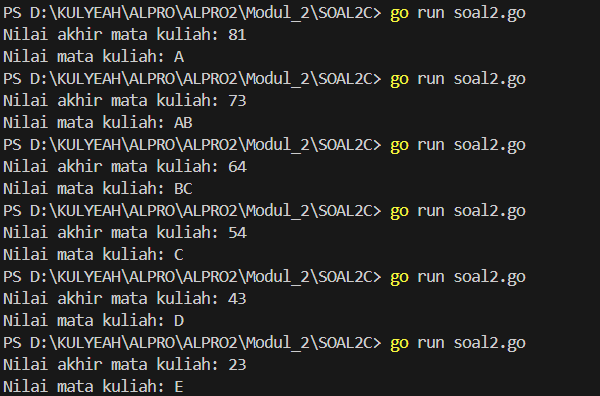 PS D:\KULYEAH\ALPRO\ALPRO2\Modul_2\SOAL2C> go run soal2.go
Nilai akhir mata kuliah: 81
Nilai mata kuliah: A
PS D:\KULYEAH\ALPRO\ALPRO2\Modul_2\SOAL2C> go run soal2.go
Nilai akhir mata kuliah: 73
Nilai mata kuliah: AB
PS D:\KULYEAH\ALPRO\ALPRO2\Modul_2\SOAL2C> go run soal2.go
Nilai akhir mata kuliah: 64
Nilai mata kuliah: BC
PS D:\KULYEAH\ALPRO\ALPRO2\Modul_2\SOAL2C> go run soal2.go
Nilai akhir mata kuliah: 54
Nilai mata kuliah: C
PS D:\KULYEAH\ALPRO\ALPRO2\Modul_2\SOAL2C> go run soal2.go
Nilai akhir mata kuliah: 43
Nilai mata kuliah: D
PS D:\KULYEAH\ALPRO\ALPRO2\Modul_2\SOAL2C> go run soal2.go
Nilai akhir mata kuliah: 23
Nilai mata kuliah: E